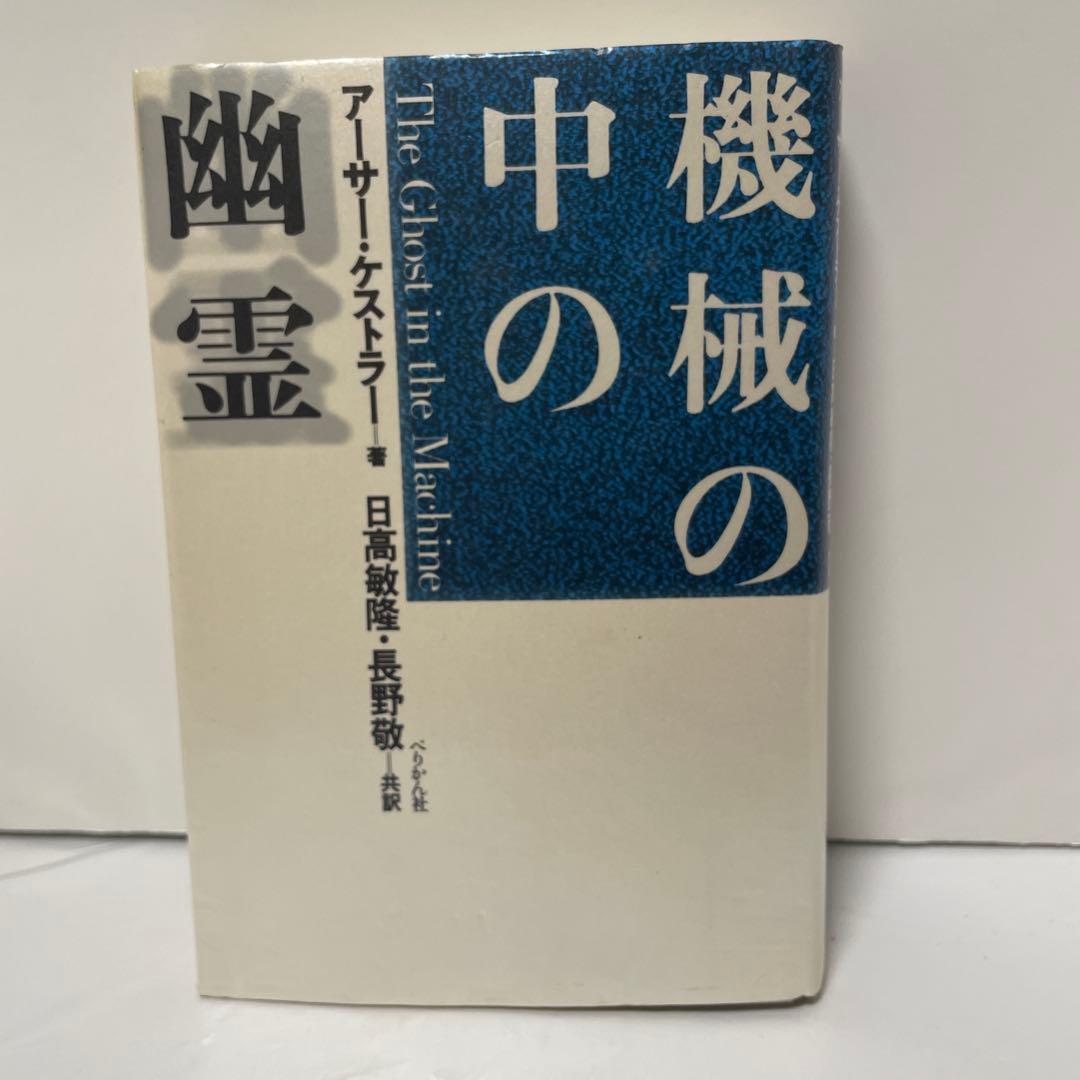 機械の
中の
The Ghost in the Machine
幽霊
アーサー・ケストラー=著
日高敏隆・長野敬=共訳
ぺりかん社